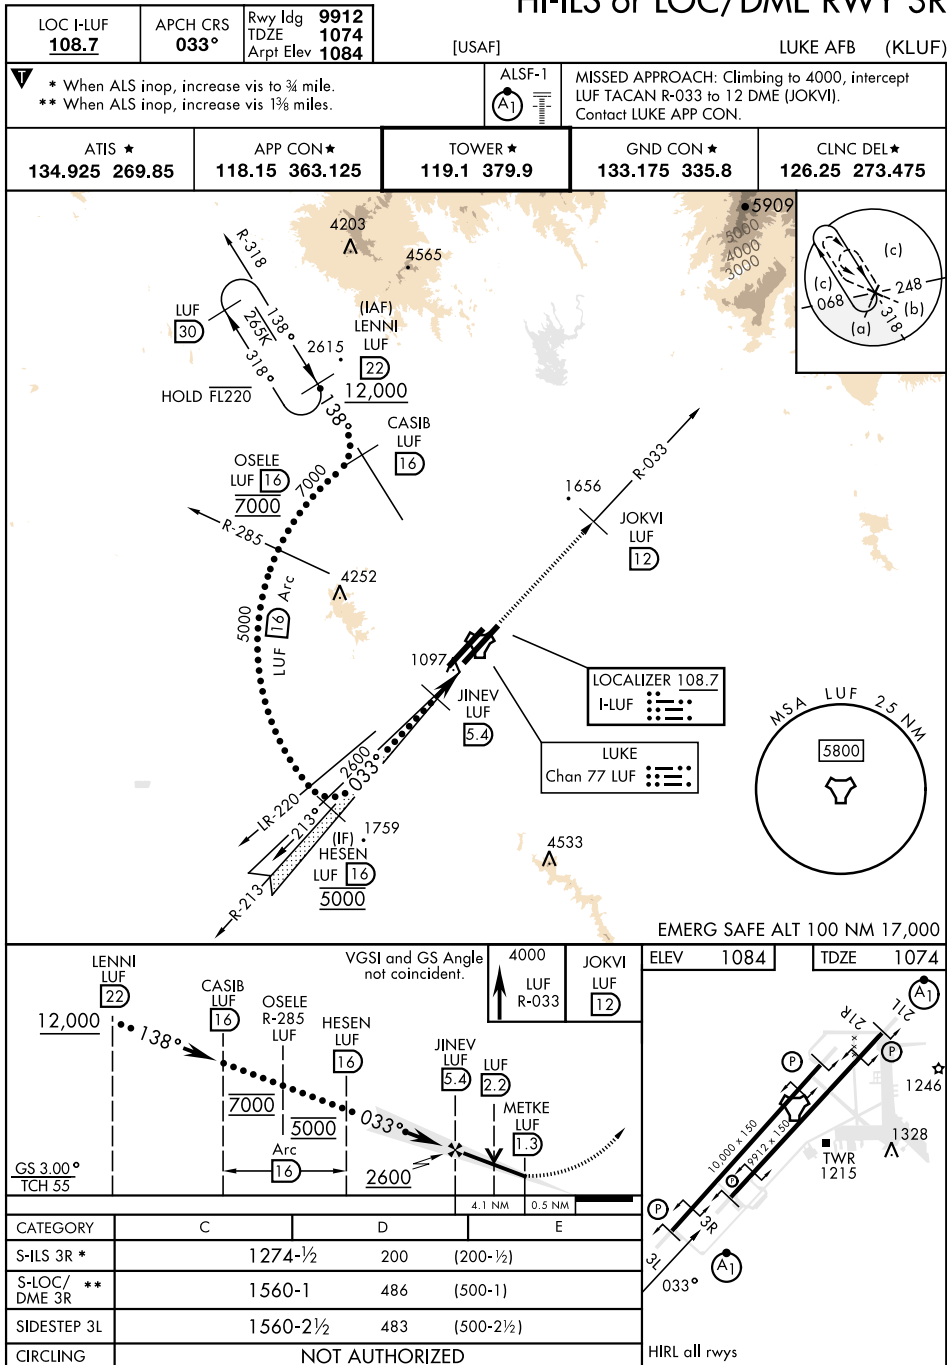 HI-ILS or LOC/DME RWY 3R
LOC I-LUF
108.7
APCH CRS
033°
Rwy ldg 9912
TDZE 1074
Arpt Elev 1084
[USAF]
LUKE AFB (KLUF)
T
* When ALS inop, increase vis to ¾ mile.
** When ALS inop, increase vis 1⅜ miles.
ALSF-1
A1
MISSED APPROACH: Climbing to 4000, intercept
LUF TACAN R-033 to 12 DME (JOKVI).
Contact LUKE APP CON.
ATIS ★
134.925 269.85
APP CON★
118.15 363.125
TOWER★
119.1 379.9
GND CON★
133.175 335.8
CLNC DEL★
126.25 273.475
5909
5000
4000
3000
4203
4565
R-318
LUF
30
138°
265K
318°
HOLD FL220
2615
(IAF)
LENNI
LUF
22
12,000
138°
CASIB
LUF
16
OSELE
LUF 16
7000
7000
R-285
4252
5000
LUF 16 Arc
1656
R-033
JOKVI
LUF
12
1097
JINEV
LUF
5.4
LOCALIZER 108.7
I-LUF
LUKE
Chan 77 LUF
2600
033°
LR-220
213°
R-213
(IF)
HESEN
LUF 16
5000
1759
4533
(c)
(c)
068
248
(b)
(a)
318
MSA LUF 25 NM
5800
EMERG SAFE ALT 100 NM 17,000
LENNI
LUF
22
12,000
138°
CASIB
LUF
16
OSELE
R-285
LUF
HESEN
LUF
16
7000
5000
Arc
16
033°
VGSI and GS Angle
not coincident.
4000
LUF
R-033
JOKVI
LUF
12
JINEV
LUF
5.4
LUF
2.2
METKE
LUF
1.3
2600
GS 3.00°
TCH 55
4.1 NM
0.5 NM
CATEGORY C D E
S-ILS 3R * 1274-½ 200 (200-½)
S-LOC/ **
DME 3R 1560-1 486 (500-1)
SIDESTEP 3L 1560-2½ 483 (500-2½)
CIRCLING NOT AUTHORIZED
ELEV 1084
TDZE 1074
A1
21L
21R
P
P
1246
1328
TWR
1215
10,000 x 150
9912 x 150
P
P
3R
3L
033°
A1
HIRL all rwys